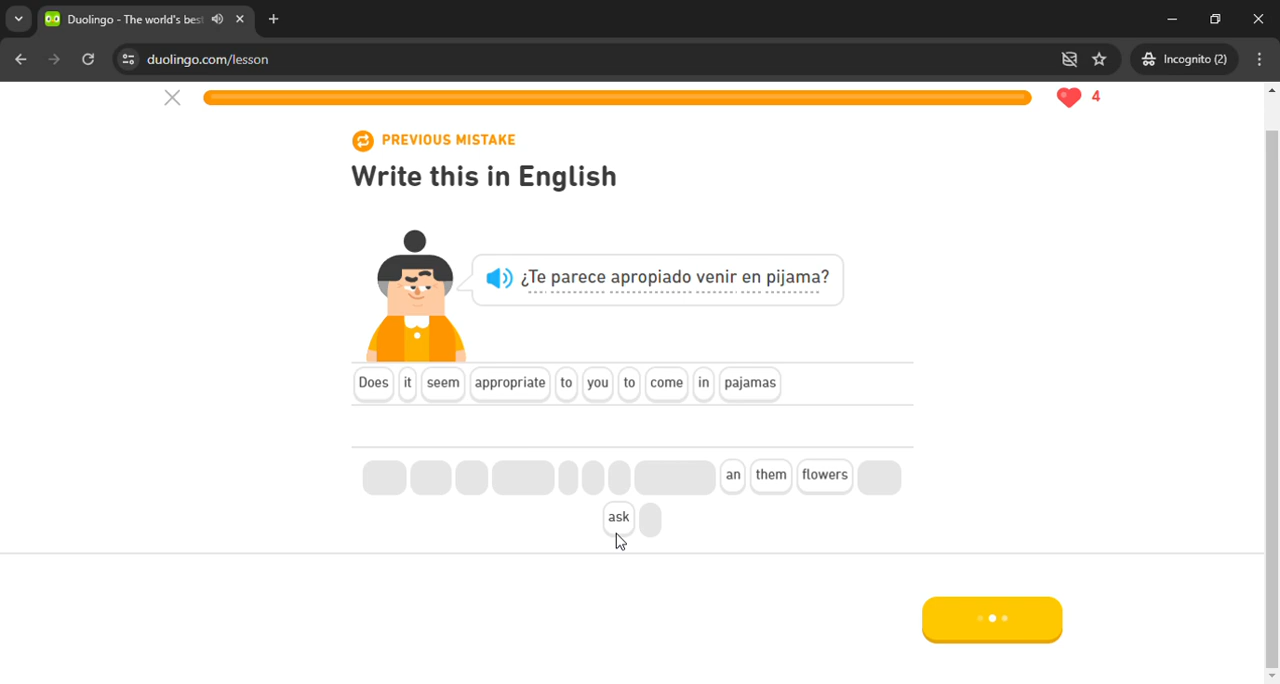 Duolingo - The world's best
duolingo.com/lesson
Incognito (2)
4
PREVIOUS MISTAKE
Write this in English
¿Te parece apropiado venir en pijama?
Does it seem appropriate to you to come in pajamas
an them flowers
ask